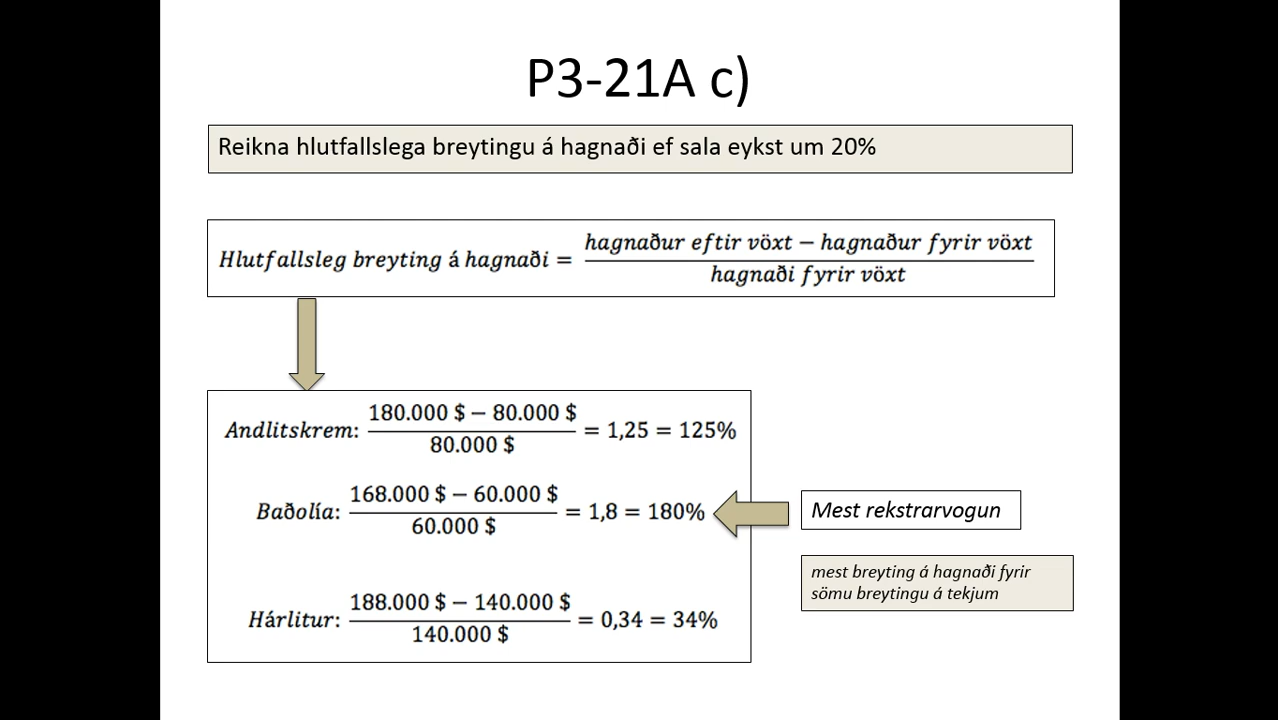 P3-21A c)
Reikna hlutfallslega breytingu á hagnaði ef sala eykst um 20%
Hlutfallsleg breyting á hagnaði = hagnaður eftir vöxt − hagnaður fyrir vöxt
hagnaði fyrir vöxt
Andlitskrem: 180.000 $ − 80.000 $ = 1,25 = 125%
80.000 $
Baðolía: 168.000 $ − 60.000 $ = 1,8 = 180%
60.000 $
Mest rekstrarvogun
mest breyting á hagnaði fyrir
sömu breytingu á tekjum
Hárlitur: 188.000 $ − 140.000 $ = 0,34 = 34%
140.000 $